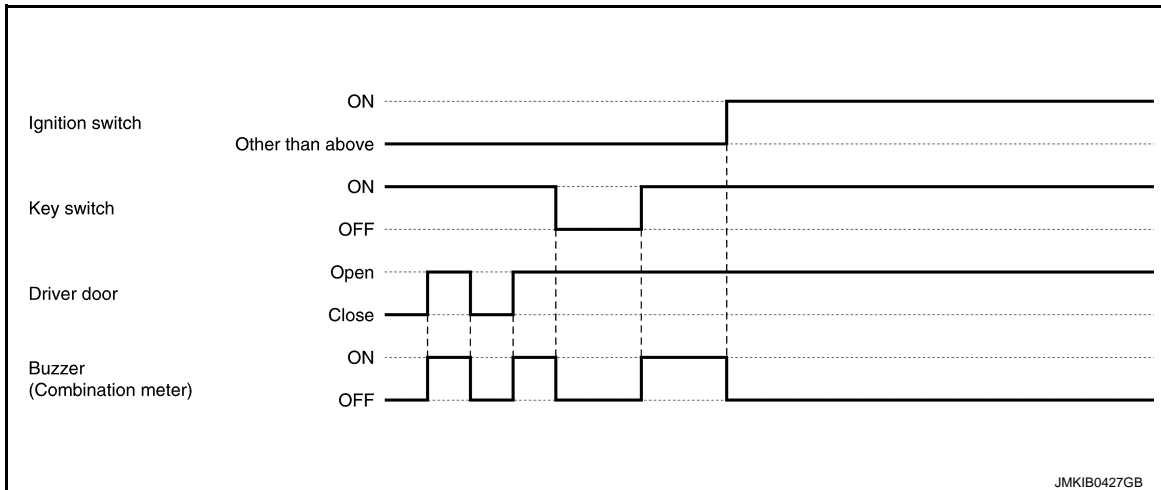 Ignition switch
ON
Other than above
Key switch
ON
OFF
Driver door
Open
Close
Buzzer
(Combination meter)
ON
OFF
JMKIB0427GB